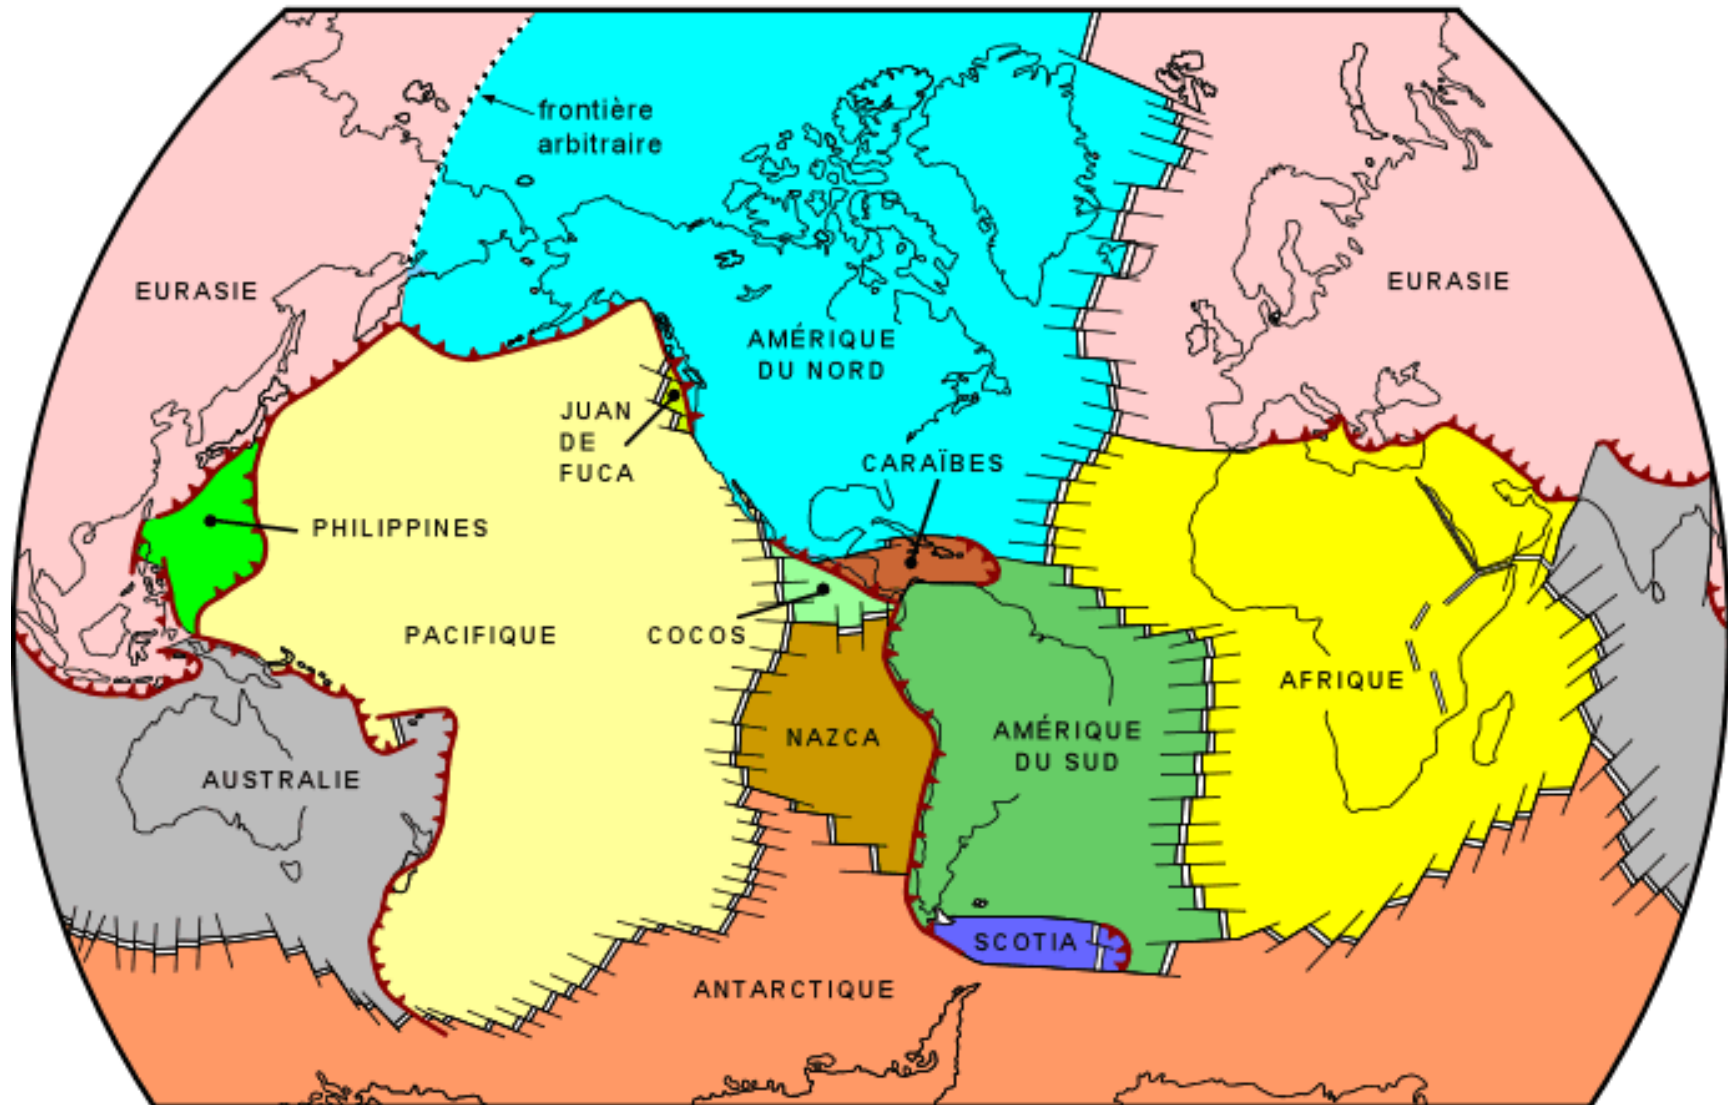 frontière
arbitraire
EURASIE
EURASIE
AMÉRIQUE
DU NORD
JUAN
DE
FUCA
CARAÏBES
PHILIPPINES
PACIFIQUE
COCOS
AFRIQUE
NAZCA
AMÉRIQUE
DU SUD
AUSTRALIE
SCOTIA
ANTARCTIQUE